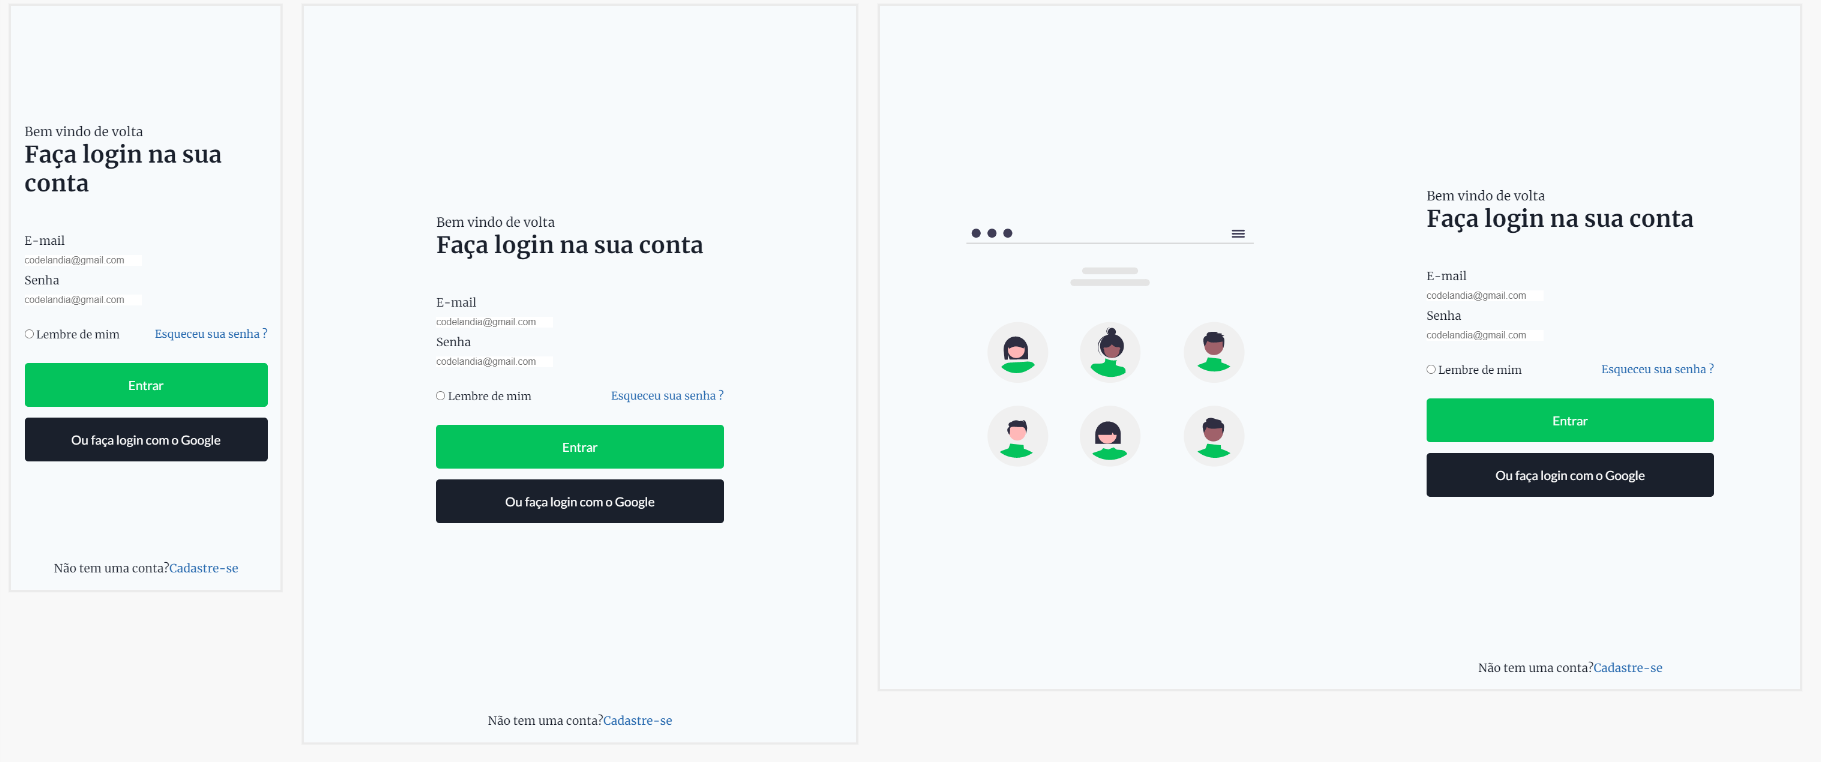 Bem vindo de volta
Faça login na sua
conta
E-mail
codelandia@gmail.com
Senha
codelandia@gmail.com
Lembre de mim Esqueceu sua senha ?
Entrar
Ou faça login com o Google
Não tem uma conta?Cadastre-se
Bem vindo de volta
Faça login na sua conta
E-mail
codelandia@gmail.com
Senha
codelandia@gmail.com
Lembre de mim Esqueceu sua senha ?
Entrar
Ou faça login com o Google
Não tem uma conta?Cadastre-se
Bem vindo de volta
Faça login na sua conta
E-mail
codelandia@gmail.com
Senha
codelandia@gmail.com
Lembre de mim Esqueceu sua senha ?
Entrar
Ou faça login com o Google
Não tem uma conta?Cadastre-se